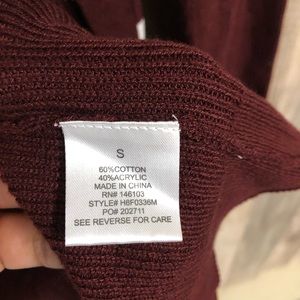 S
60%COTTON
40%ACRYLIC
MADE IN CHINA
RN# 146103
STYLE# H8F0336M
PO# 202711
SEE REVERSE FOR CARE